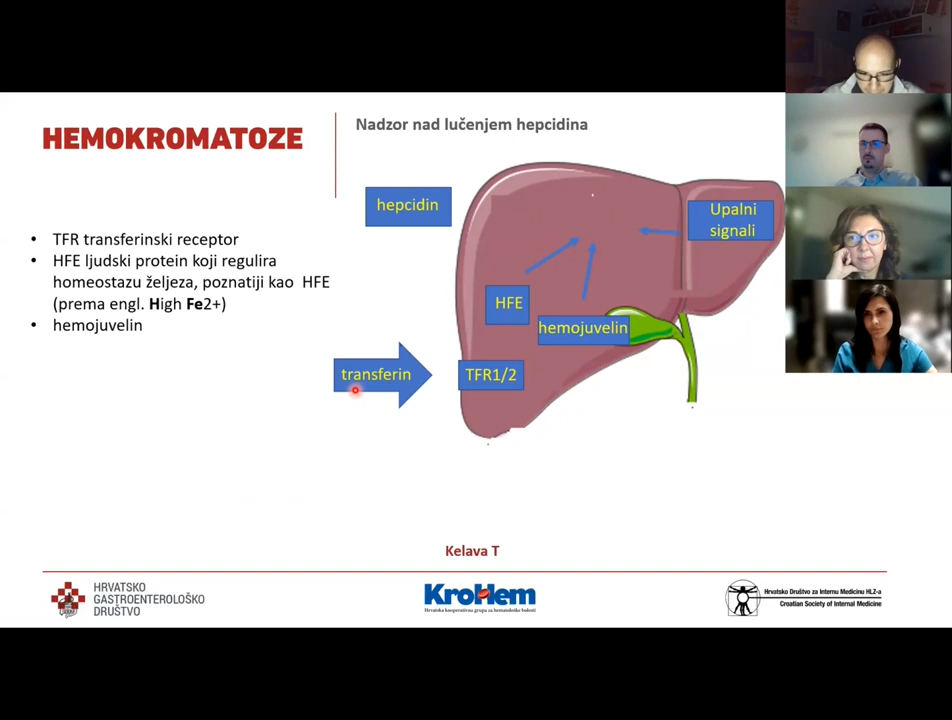 HEMOKROMATOZE
Nadzor nad lučenjem hepcidina
• TFR transferinski receptor
• HFE ljudski protein koji regulira
homeostazu željeza, poznatiji kao HFE
(prema engl. High Fe2+)
• hemojuvelin
hepcidin
Upalni
signali
HFE
hemojuvelin
transferin
TFR1/2
Kelava T
HRVATSKO
GASTROENTEROLOŠKO
DRUŠTVO
KroHem
Hrvatska kooperativna grupa za hematološke bolesti
Hrvatsko Društvo za Internu Medicinu HLZ-a
Croatian Society of Internal Medicine